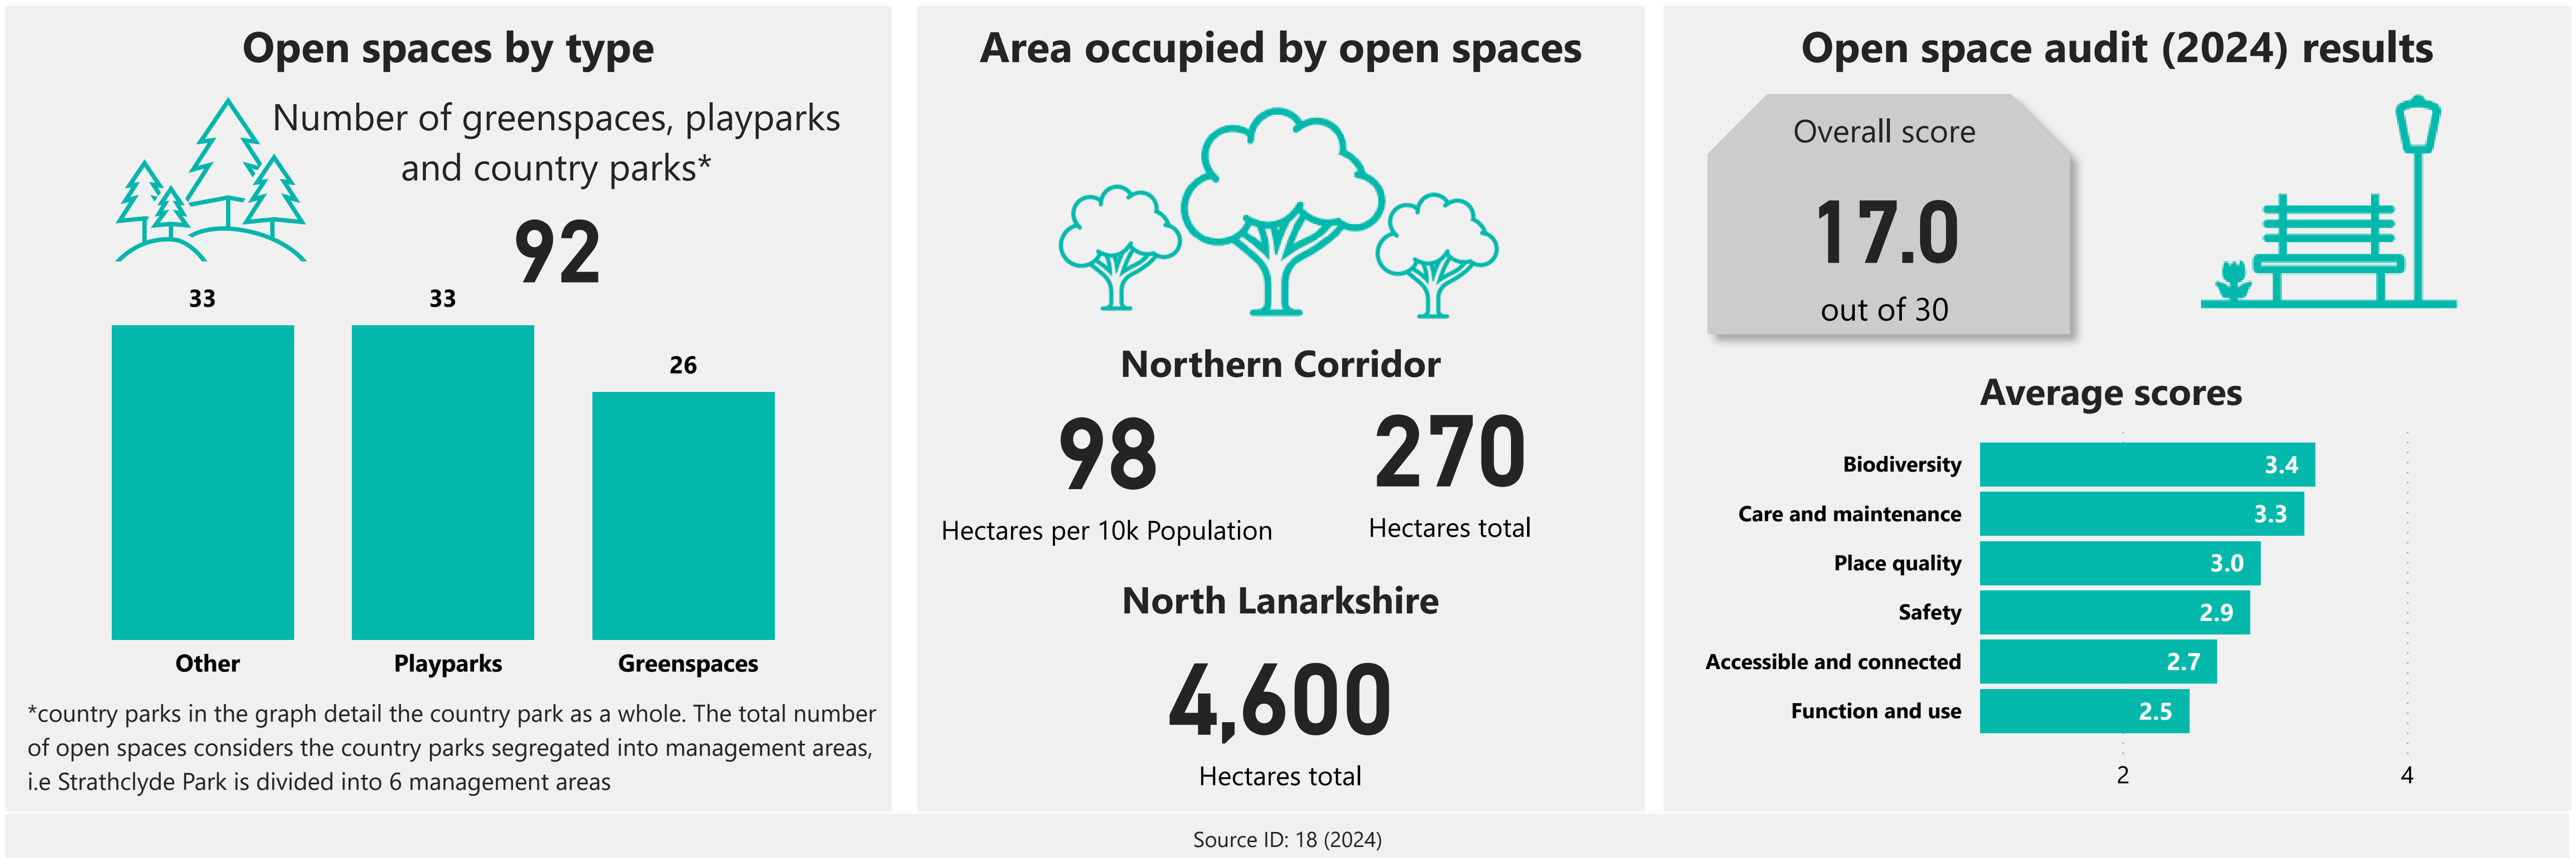 Open spaces by type
Number of greenspaces, playparks
and country parks*
92
33
33
26
Other
Playparks
Greenspaces
*country parks in the graph detail the country park as a whole. The total number
of open spaces considers the country parks segregated into management areas,
i.e Strathclyde Park is divided into 6 management areas
Area occupied by open spaces
Northern Corridor
98
Hectares per 10k Population
270
Hectares total
North Lanarkshire
4,600
Hectares total
Open space audit (2024) results
Overall score
17.0
out of 30
Average scores
Biodiversity 3.4
Care and maintenance 3.3
Place quality 3.0
Safety 2.9
Accessible and connected 2.7
Function and use 2.5
2 4
Source ID: 18 (2024)